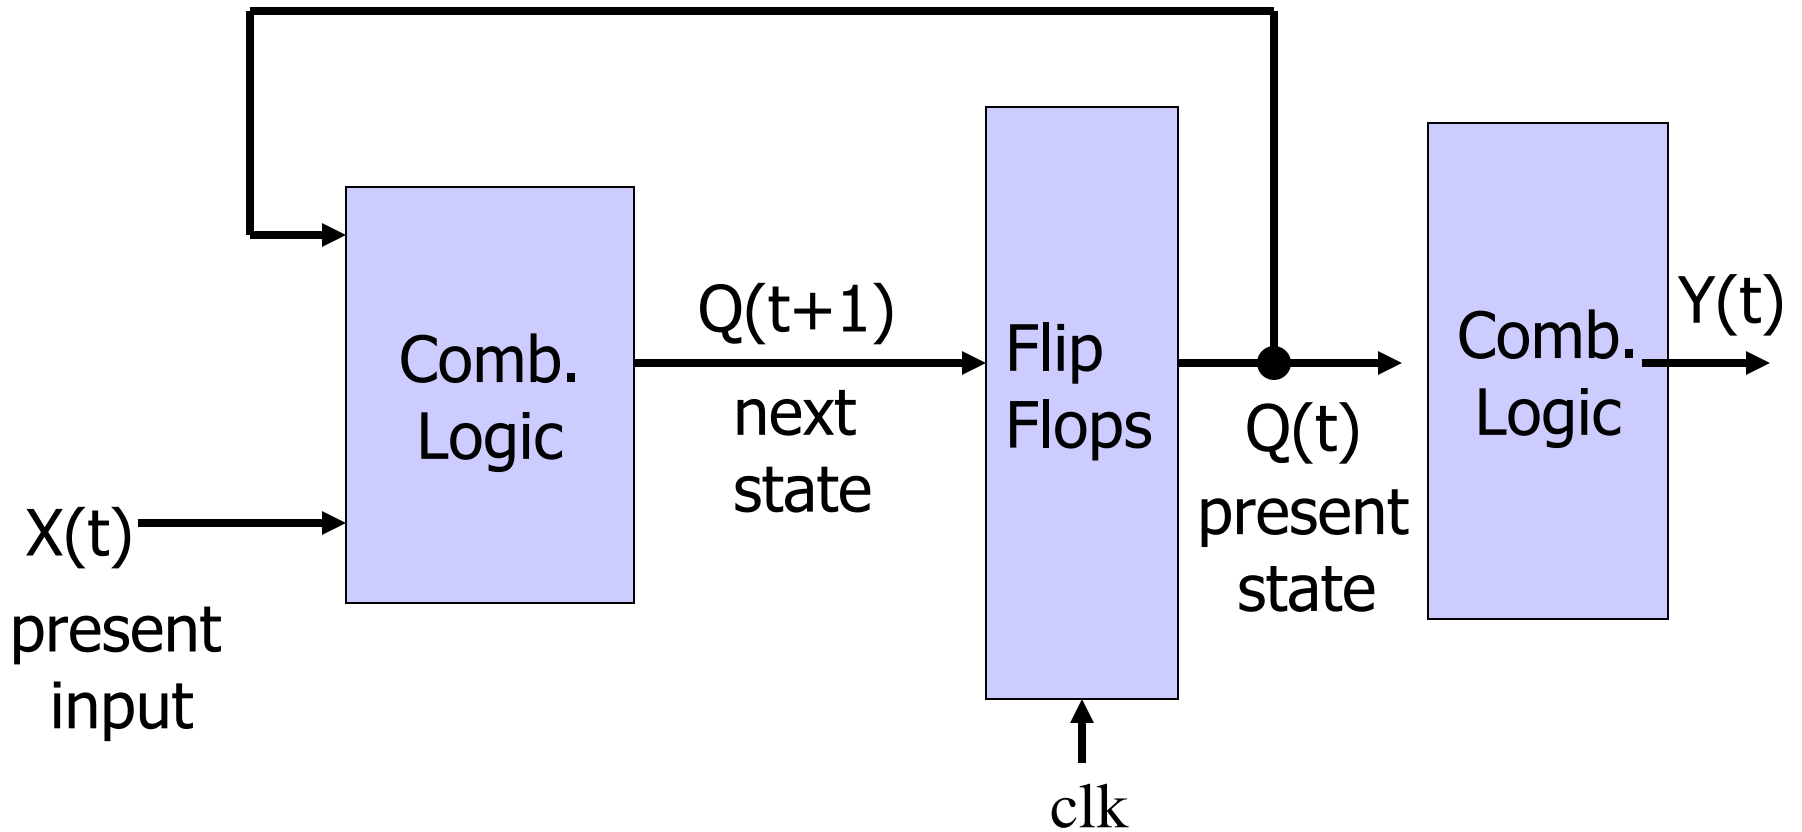 X(t)
present
input
Comb.
Logic
Q(t+1)
next
state
Flip
Flops
clk
Q(t)
present
state
Comb.
Logic
Y(t)